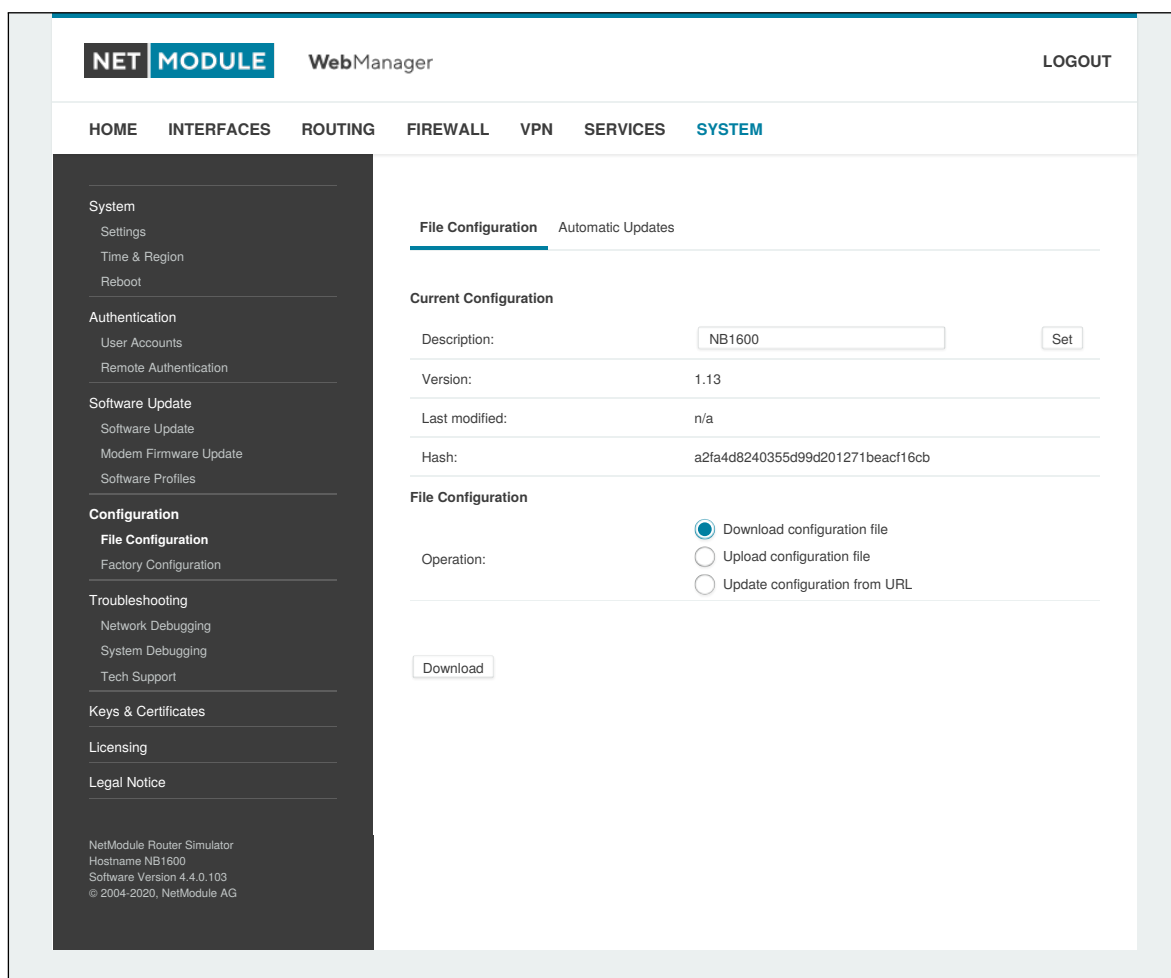 NET MODULE WebManager LOGOUT
HOME INTERFACES ROUTING FIREWALL VPN SERVICES SYSTEM
System
Settings
Time & Region
Reboot
Authentication
User Accounts
Remote Authentication
Software Update
Software Update
Modem Firmware Update
Software Profiles
Configuration
File Configuration
Factory Configuration
Troubleshooting
Network Debugging
System Debugging
Tech Support
Keys & Certificates
Licensing
Legal Notice
NetModule Router Simulator
Hostname NB1600
Software Version 4.4.0.103
© 2004-2020, NetModule AG
File Configuration Automatic Updates
Current Configuration
Description: NB1600 Set
Version: 1.13
Last modified: n/a
Hash: a2fa4d8240355d99d201271beacf16cb
File Configuration
Operation:
Download configuration file
Upload configuration file
Update configuration from URL
Download